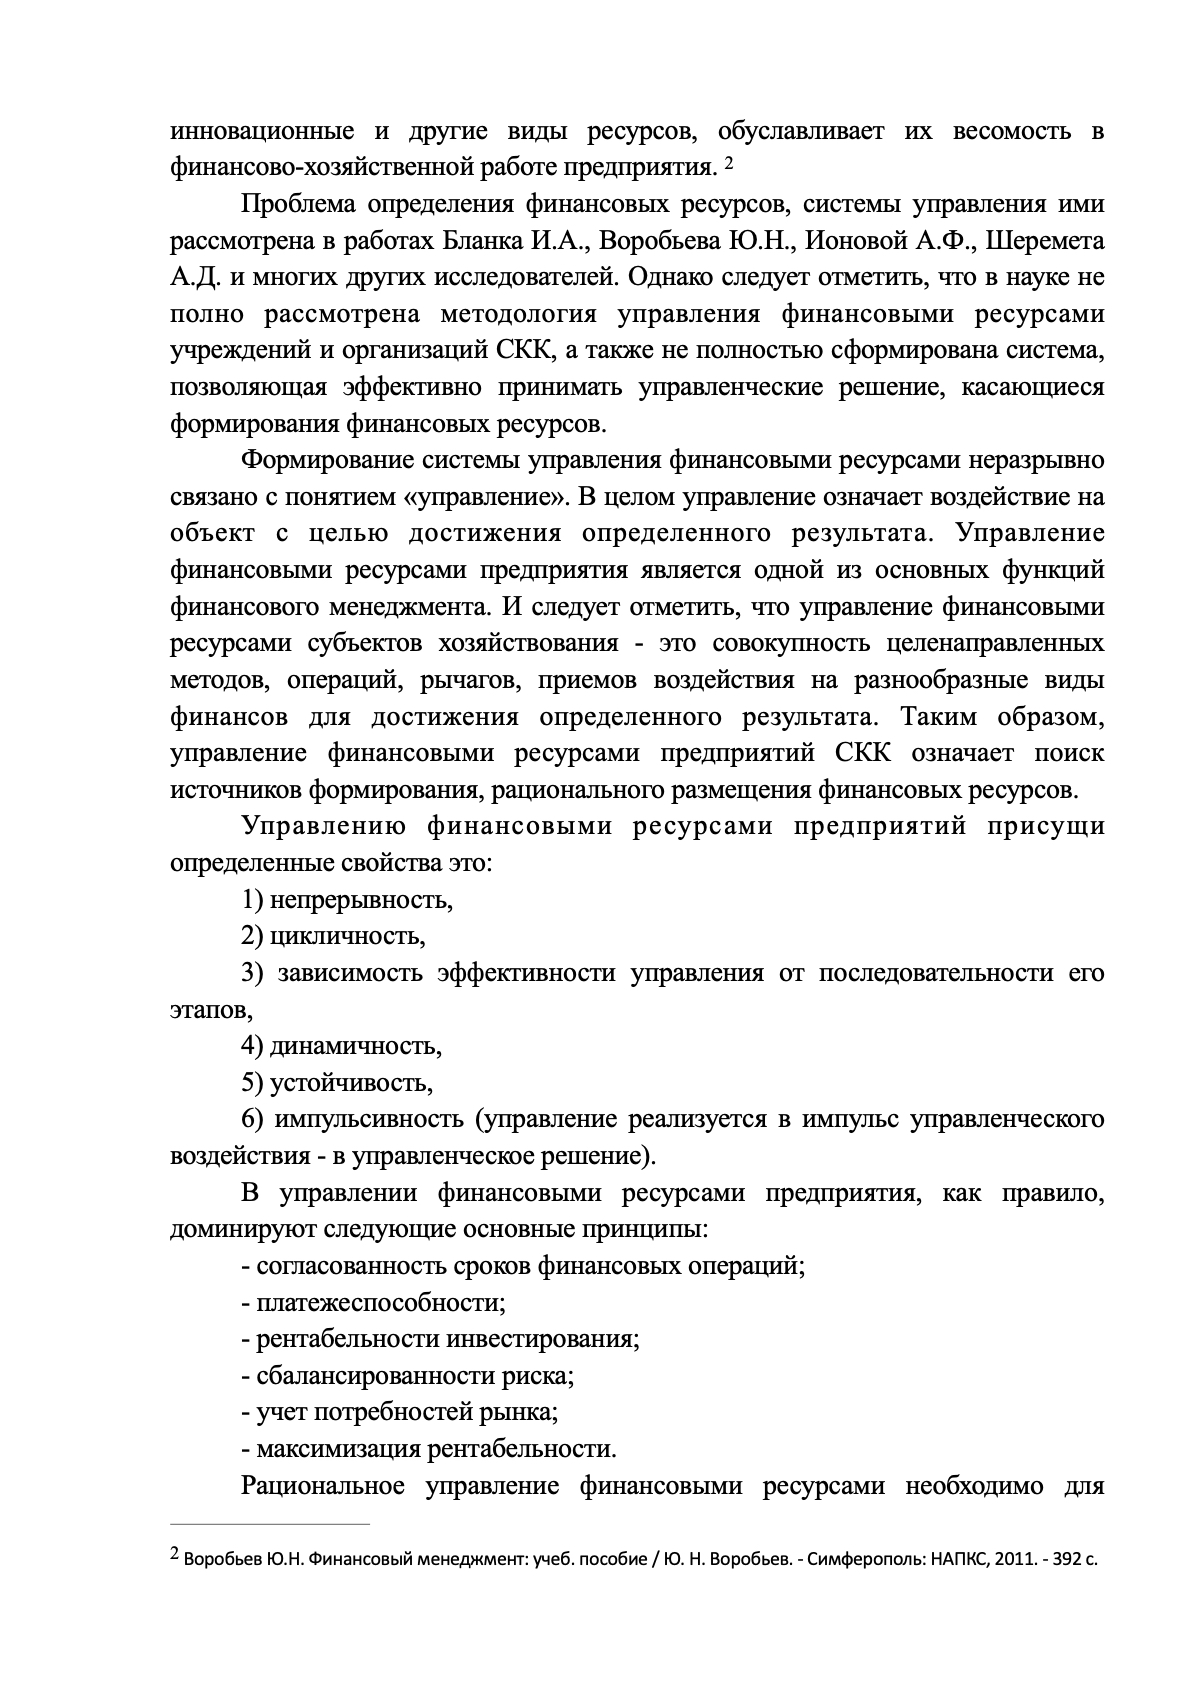 инновационные и другие виды ресурсов, обуславливает их весомость в
финансово-хозяйственной работе предприятия. 2
Проблема определения финансовых ресурсов, системы управления ими
рассмотрена в работах Бланка И.А., Воробьева Ю.Н., Ионовой А.Ф., Шеремета
А.Д. и многих других исследователей. Однако следует отметить, что в науке не
полно рассмотрена методология управления финансовыми ресурсами
учреждений и организаций СКК, а также не полностью сформирована система,
позволяющая эффективно принимать управленческие решение, касающиеся
формирования финансовых ресурсов.
Формирование системы управления финансовыми ресурсами неразрывно
связано с понятием «управление». В целом управление означает воздействие на
объект с целью достижения определенного результата. Управление
финансовыми ресурсами предприятия является одной из основных функций
финансового менеджмента. И следует отметить, что управление финансовыми
ресурсами субъектов хозяйствования - это совокупность целенаправленных
методов, операций, рычагов, приемов воздействия на разнообразные виды
финансов для достижения определенного результата. Таким образом,
управление финансовыми ресурсами предприятий СКК означает поиск
источников формирования, рационального размещения финансовых ресурсов.
Управлению финансовыми ресурсами предприятий присущи
определенные свойства это:
1) непрерывность,
2) цикличность,
3) зависимость эффективности управления от последовательности его
этапов,
4) динамичность,
5) устойчивость,
6) импульсивность (управление реализуется в импульс управленческого
воздействия - в управленческое решение).
В управлении финансовыми ресурсами предприятия, как правило,
доминируют следующие основные принципы:
- согласованность сроков финансовых операций;
- платежеспособности;
- рентабельности инвестирования;
- сбалансированности риска;
- учет потребностей рынка;
- максимизация рентабельности.
Рациональное управление финансовыми ресурсами необходимо для
2 Воробьев Ю.Н. Финансовый менеджмент: учеб. пособие / Ю. Н. Воробьев. - Симферополь: НАПКС, 2011. - 392 с.